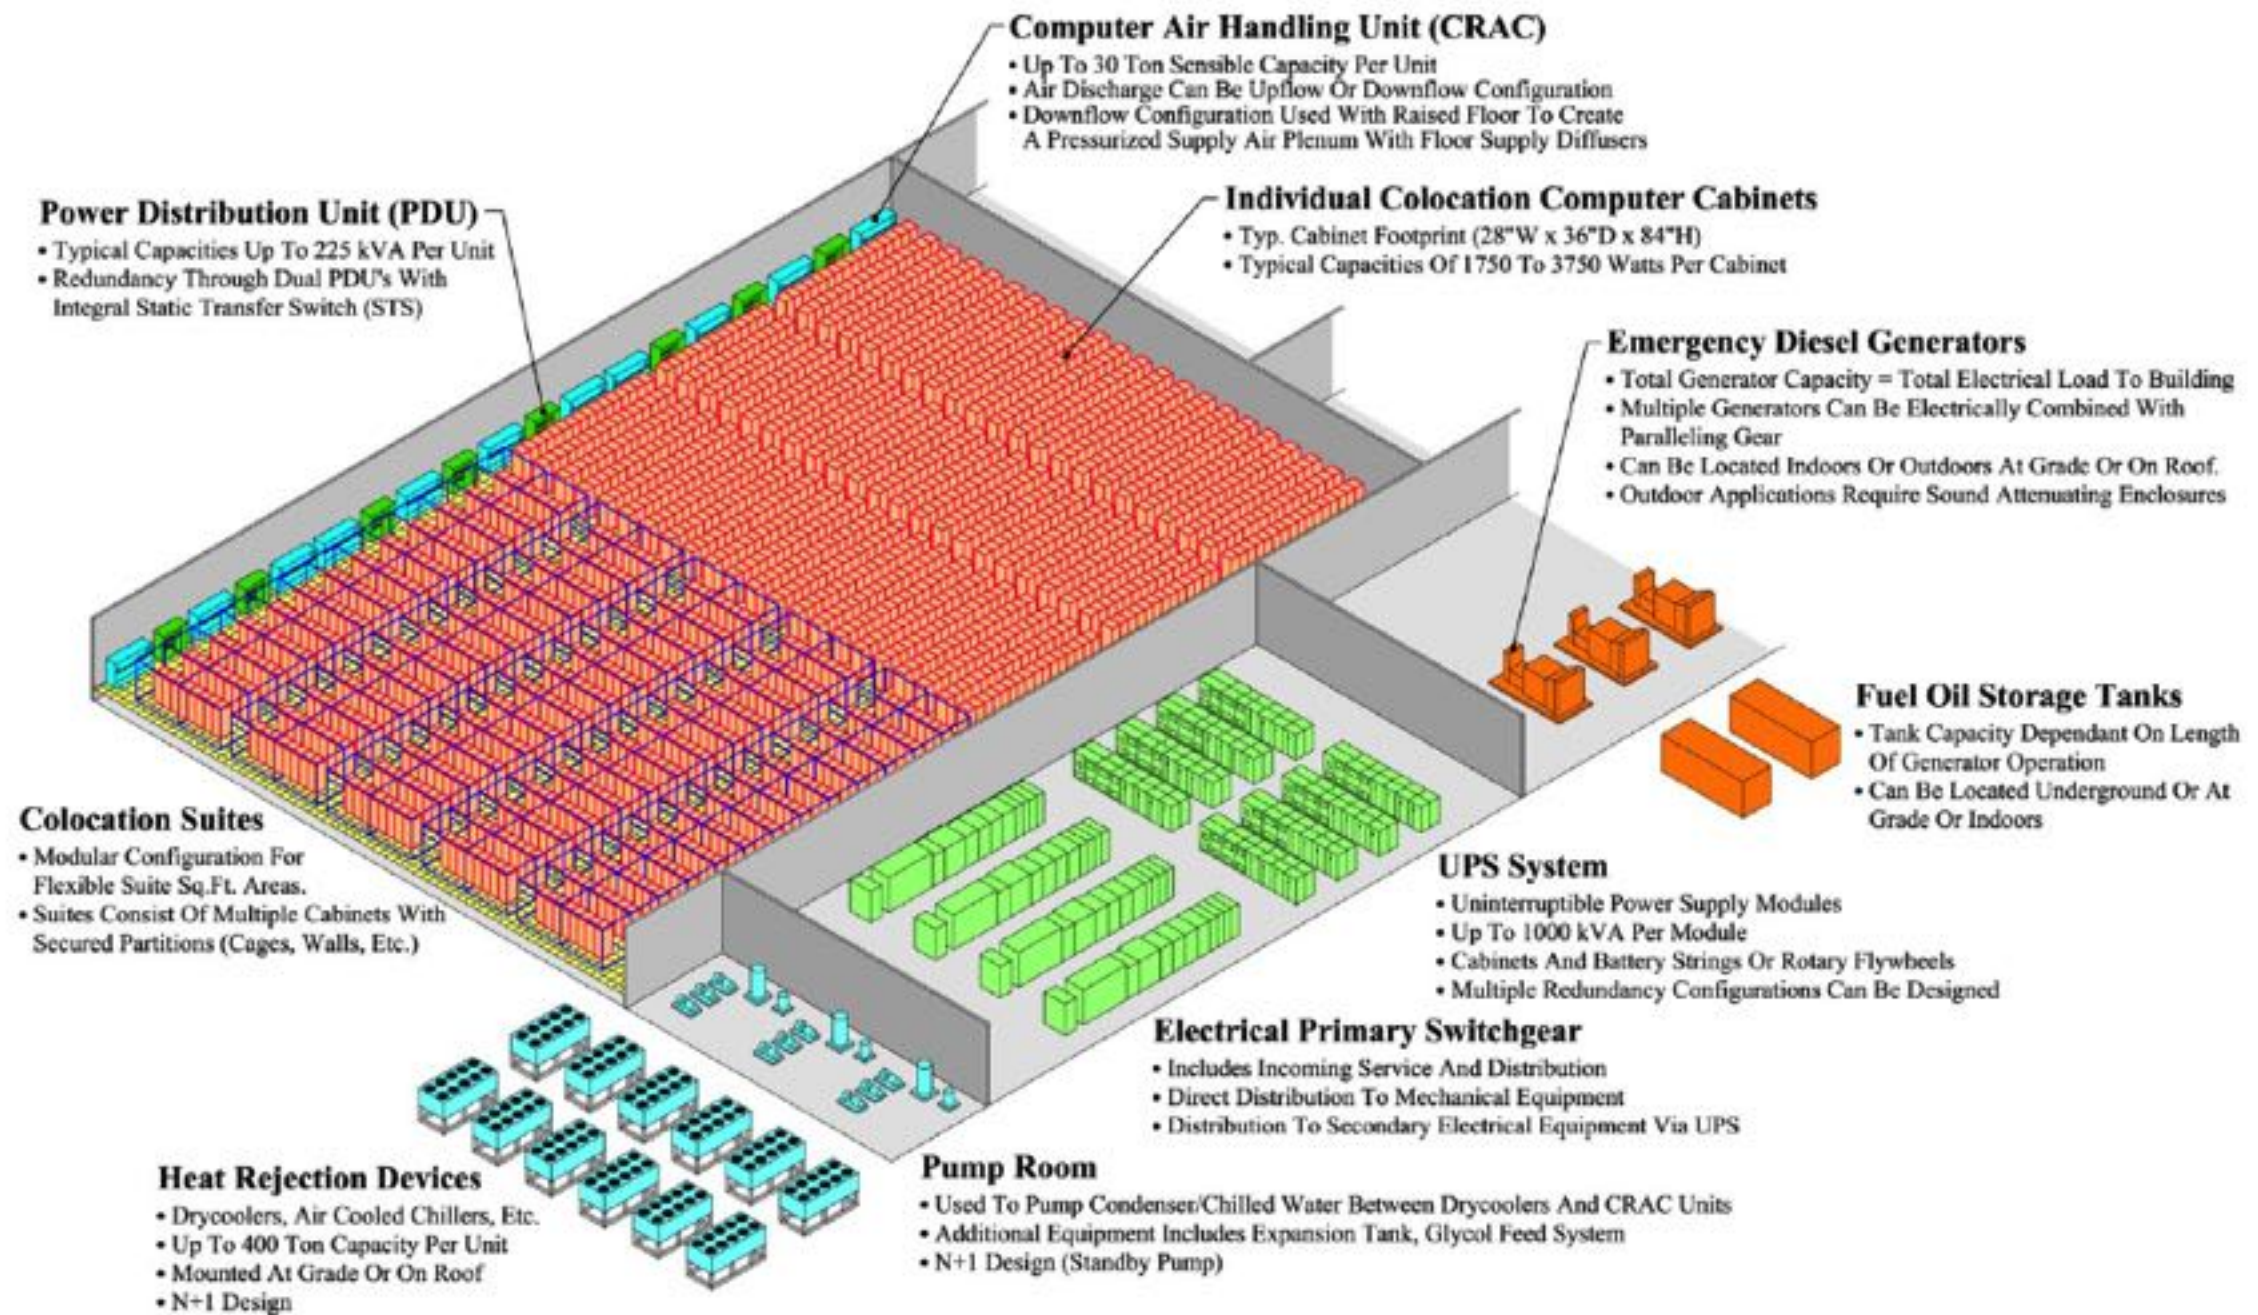 Computer Air Handling Unit (CRAC)
• Up To 30 Ton Sensible Capacity Per Unit
• Air Discharge Can Be Upflow Or Downflow Configuration
• Downflow Configuration Used With Raised Floor To Create
A Pressurized Supply Air Plenum With Floor Supply Diffusers
Power Distribution Unit (PDU)
• Typical Capacities Up To 225 kVA Per Unit
• Redundancy Through Dual PDU's With
Integral Static Transfer Switch (STS)
Individual Colocation Computer Cabinets
• Typ. Cabinet Footprint (28"W x 36"D x 84"H)
• Typical Capacities Of 1750 To 3750 Watts Per Cabinet
Emergency Diesel Generators
• Total Generator Capacity = Total Electrical Load To Building
• Multiple Generators Can Be Electrically Combined With
Paralleling Gear
• Can Be Located Indoors Or Outdoors At Grade Or On Roof.
• Outdoor Applications Require Sound Attenuating Enclosures
Fuel Oil Storage Tanks
• Tank Capacity Dependant On Length
Of Generator Operation
• Can Be Located Underground Or At
Grade Or Indoors
Colocation Suites
• Modular Configuration For
Flexible Suite Sq.Ft. Areas.
• Suites Consist Of Multiple Cabinets With
Secured Partitions (Cages, Walls, Etc.)
UPS System
• Uninterruptible Power Supply Modules
• Up To 1000 kVA Per Module
• Cabinets And Battery Strings Or Rotary Flywheels
• Multiple Redundancy Configurations Can Be Designed
Electrical Primary Switchgear
• Includes Incoming Service And Distribution
• Direct Distribution To Mechanical Equipment
• Distribution To Secondary Electrical Equipment Via UPS
Pump Room
• Used To Pump Condenser/Chilled Water Between Drycoolers And CRAC Units
• Additional Equipment Includes Expansion Tank, Glycol Feed System
• N+1 Design (Standby Pump)
Heat Rejection Devices
• Drycoolers, Air Cooled Chillers, Etc.
• Up To 400 Ton Capacity Per Unit
• Mounted At Grade Or On Roof
• N+1 Design